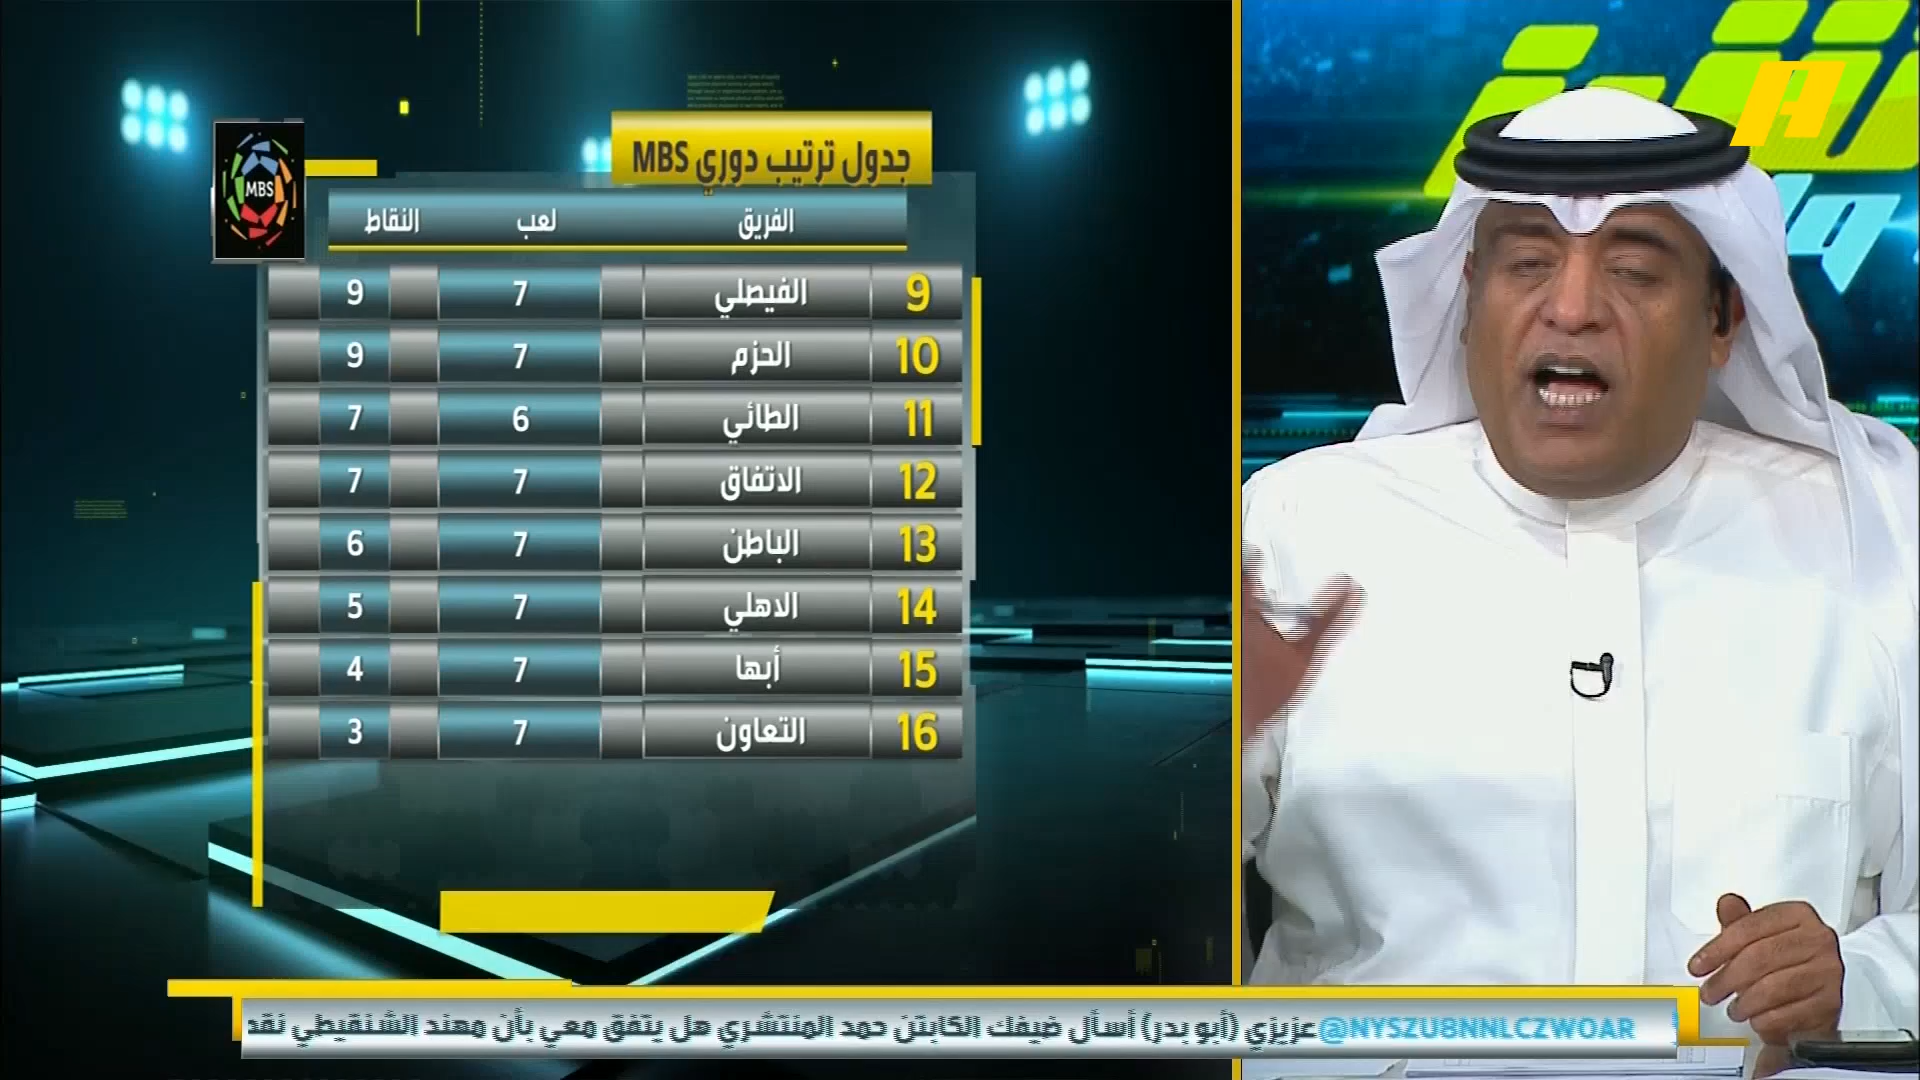 جدول ترتيب دوري MBS
MBS
الفريق لعب النقاط
9 الفيصلي 7 9
10 الحزم 7 9
11 الطائي 6 7
12 الاتفاق 7 7
13 الباطن 7 6
14 الاهلي 7 5
15 أبها 7 4
16 التعاون 7 3
@NYSZU8NNLCZWOAR عزيزي (أبو بدر) أسأل ضيفك الكابتن حمد المنتشري هل يتفق معي بأن مهند الشنقيطي نقد